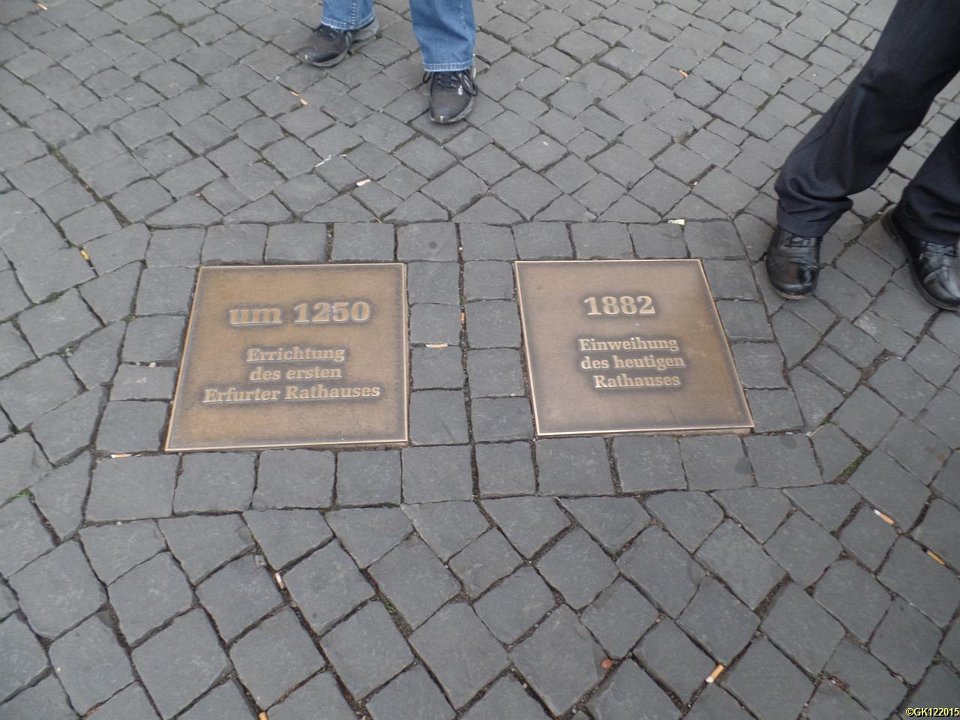 um 1250
Errichtung
des ersten
Erfurter Rathauses
1882
Einweihung
des heutigen
Rathauses
©GK122015